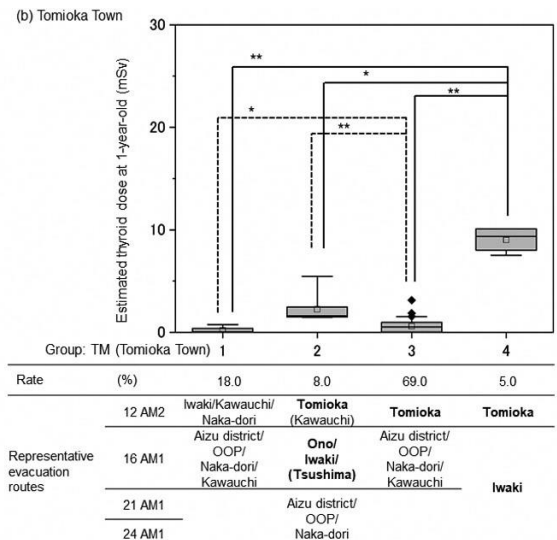 (b) Tomioka Town
Estimated thyroid dose at 1-year-old (mSv)
30
20
10
0
**
*
**
*
**
Group: TM (Tomioka Town) 1 2 3 4
Rate (%) 18.0 8.0 69.0 5.0
Representative evacuation routes
12 AM2
Iwaki/Kawauchi/
Naka-dori
Tomioka
(Kawauchi)
Tomioka
Tomioka
16 AM1
Aizu district/
OOP/
Naka-dori/
Kawauchi
Ono/
Iwaki/
(Tsushima)
Aizu district/
OOP/
Naka-dori/
Kawauchi
Iwaki
21 AM1
24 AM1
Aizu district/
OOP/
Naka-dori